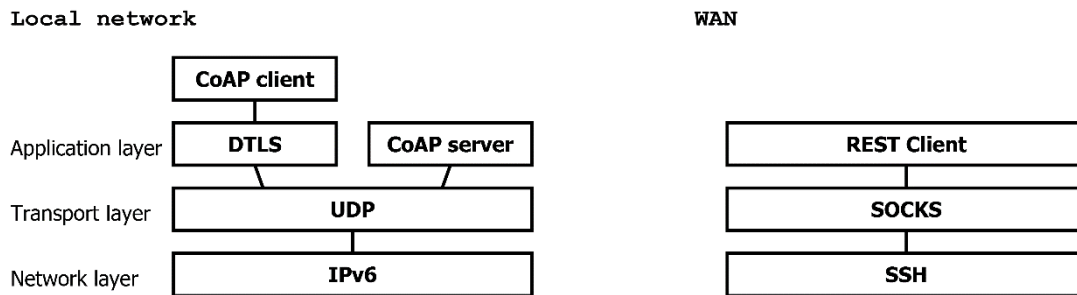 Local network
WAN
CoAP client
Application layer
DTLS
CoAP server
REST Client
Transport layer
UDP
SOCKS
Network layer
IPv6
SSH